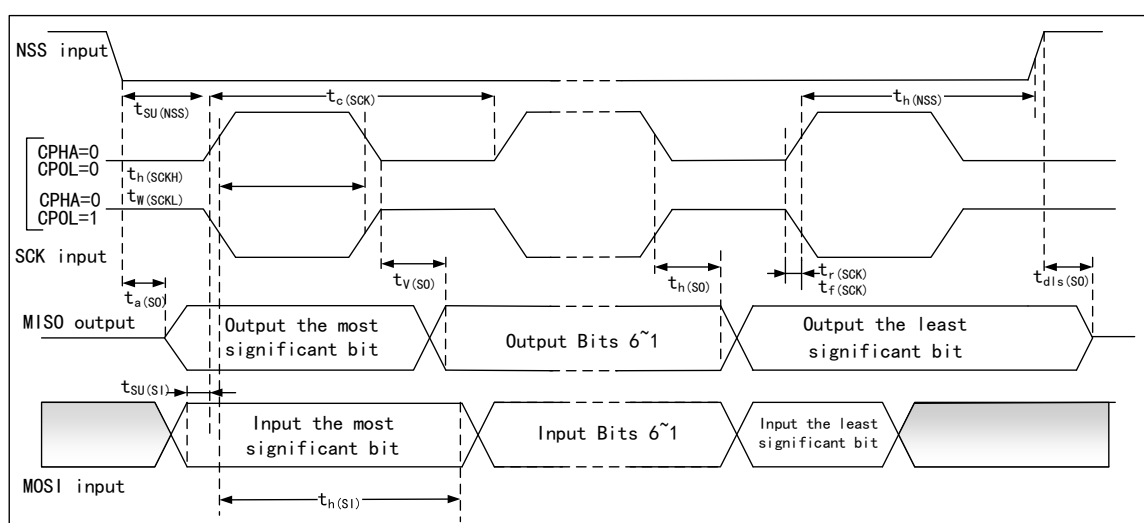 NSS input
tSU(NSS)
tc(SCK)
th(NSS)
CPHA=0
CPOL=0
th(SCKH)
CPHA=0
tW(SCKL)
CPOL=1
SCK input
ta(SO)
tV(SO)
th(SO)
tr(SCK)
tf(SCK)
tdls(SO)
MISO output
Output the most
significant bit
Output Bits 6~1
Output the least
significant bit
tSU(SI)
Input the most
significant bit
Input Bits 6~1
Input the least
significant bit
MOSI input
th(SI)